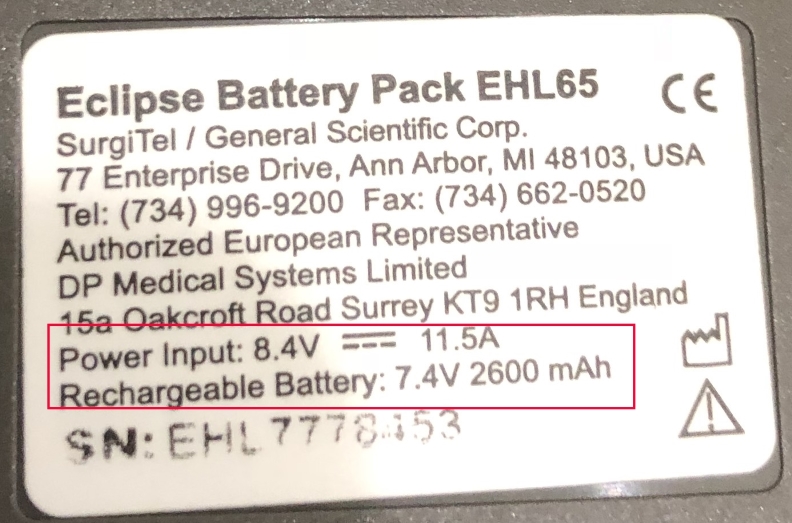 Eclipse Battery Pack EHL65 CE
SurgiTel / General Scientific Corp.
77 Enterprise Drive, Ann Arbor, MI 48103, USA
Tel: (734) 996-9200 Fax: (734) 662-0520
Authorized European Representative
DP Medical Systems Limited
15a Oakcroft Road Surrey KT9 1RH England
Power Input: 8.4V ⎓ 11.5A
Rechargeable Battery: 7.4V 2600 mAh
SN: